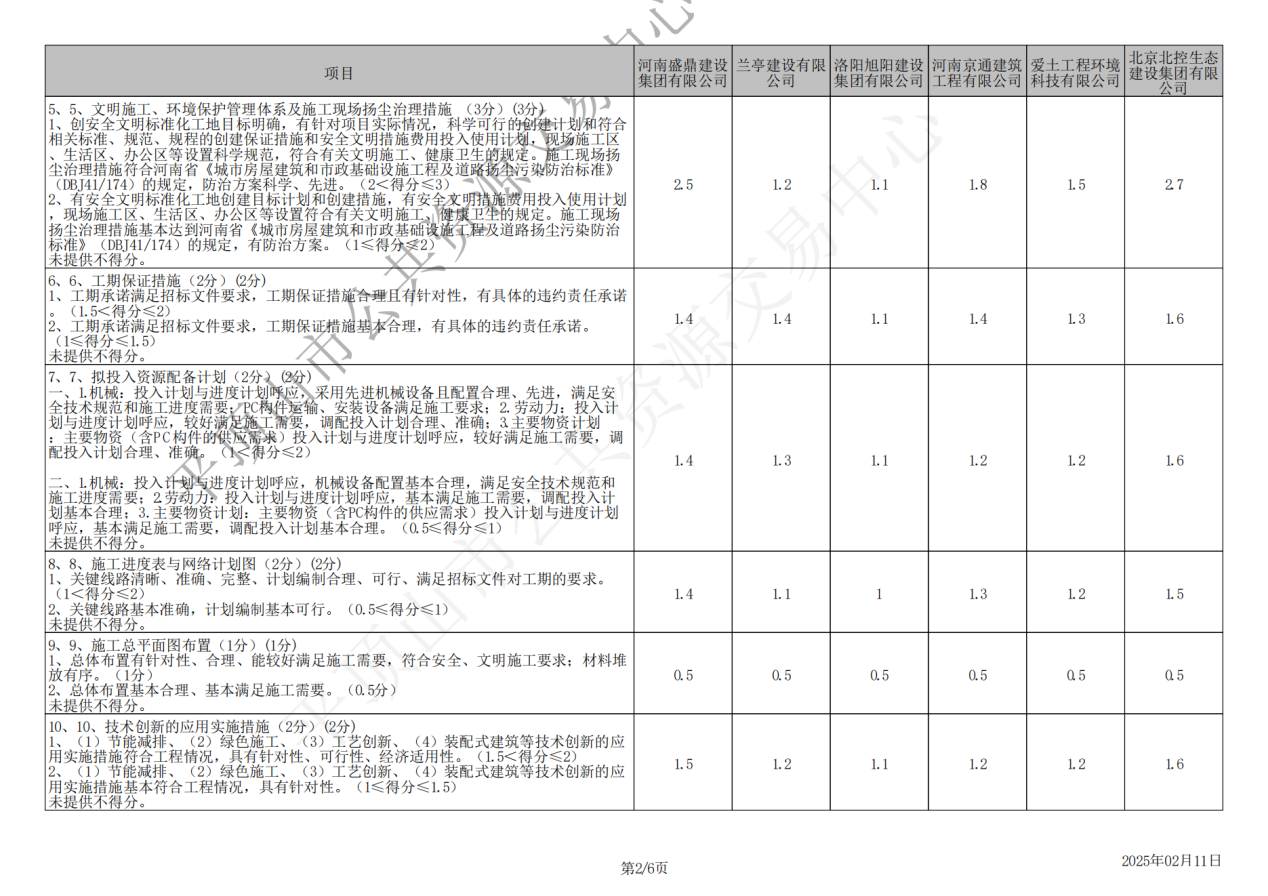 项目
河南盛鼎建设
集团有限公司
兰亭建设有限
公司
洛阳旭阳建设
集团有限公司
河南京通建筑
工程有限公司
爱土工程环境
科技有限公司
北京北控生态
建设集团有限
公司
5、5、文明施工、环境保护管理体系及施工现场扬尘治理措施 （3分）(3分)
1、创安全文明标准化工地目标明确，有针对项目实际情况，科学可行的创建计划和符合
相关标准、规范、规程的创建保证措施和安全文明措施费用投入使用计划，现场施工区
、生活区、办公区等设置科学规范，符合有关文明施工、健康卫生的规定。施工现场扬
尘治理措施符合河南省《城市房屋建筑和市政基础设施工程及道路扬尘污染防治标准》
（DBJ41/174）的规定，防治方案科学、先进。（2＜得分≤3）
2、有安全文明标准化工地创建目标计划和创建措施，有安全文明措施费用投入使用计划
，现场施工区、生活区、办公区等设置符合有关文明施工、健康卫生的规定。施工现场
扬尘治理措施基本达到河南省《城市房屋建筑和市政基础设施工程及道路扬尘污染防治
标准》（DBJ41/174）的规定，有防治方案。（1≤得分≤2）
未提供不得分。
2.5
1.2
1.1
1.8
1.5
2.7
6、6、工期保证措施（2分）(2分)
1、工期承诺满足招标文件要求，工期保证措施合理且有针对性，有具体的违约责任承诺
。（1.5＜得分≤2）
2、工期承诺满足招标文件要求，工期保证措施基本合理，有具体的违约责任承诺。
（1≤得分≤1.5）
未提供不得分。
1.4
1.4
1.1
1.4
1.3
1.6
7、7、拟投入资源配备计划（2分）(2分)
一、1.机械：投入计划与进度计划呼应，采用先进机械设备且配置合理、先进，满足安
全技术规范和施工进度需要；PC构件运输、安装设备满足施工要求；2.劳动力：投入计
划与进度计划呼应，较好满足施工需要，调配投入计划合理、准确；3.主要物资计划
：主要物资（含PC构件的供应需求）投入计划与进度计划呼应，较好满足施工需要，调
配投入计划合理、准确。（1＜得分≤2）
二、1.机械：投入计划与进度计划呼应，机械设备配置基本合理，满足安全技术规范和
施工进度需要；2.劳动力：投入计划与进度计划呼应，基本满足施工需要，调配投入计
划基本合理；3.主要物资计划：主要物资（含PC构件的供应需求）投入计划与进度计划
呼应，基本满足施工需要，调配投入计划基本合理。（0.5≤得分≤1）
未提供不得分。
1.4
1.3
1.1
1.2
1.2
1.6
8、8、施工进度表与网络计划图（2分）(2分)
1、关键线路清晰、准确、完整、计划编制合理、可行、满足招标文件对工期的要求。
（1＜得分≤2）
2、关键线路基本准确，计划编制基本可行。（0.5≤得分≤1）
未提供不得分。
1.4
1.1
1
1.3
1.2
1.5
9、9、施工总平面图布置（1分）(1分)
1、总体布置有针对性、合理、能较好满足施工需要，符合安全、文明施工要求；材料堆
放有序。（1分）
2、总体布置基本合理、基本满足施工需要。（0.5分）
未提供不得分。
0.5
0.5
0.5
0.5
0.5
0.5
10、10、技术创新的应用实施措施（2分）(2分)
1、（1）节能减排、（2）绿色施工、（3）工艺创新、（4）装配式建筑等技术创新的应
用实施措施符合工程情况，具有针对性、可行性、经济适用性。（1.5＜得分≤2）
2、（1）节能减排、（2）绿色施工、（3）工艺创新、（4）装配式建筑等技术创新的应
用实施措施基本符合工程情况，具有针对性。（1≤得分≤1.5）
未提供不得分。
1.5
1.2
1.1
1.2
1.2
1.6
平顶山市公共资源交易中心
平顶山市公共资源交易中心
第2/6页
2025年02月11日